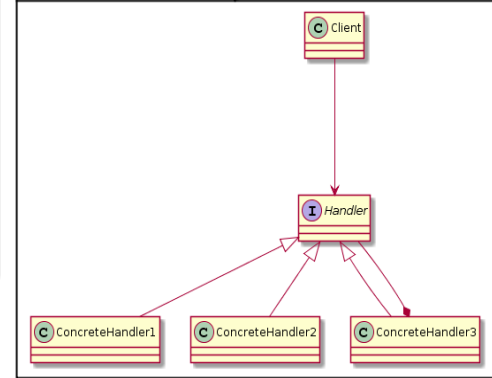 C Client
I Handler
C ConcreteHandler1
C ConcreteHandler2
C ConcreteHandler3